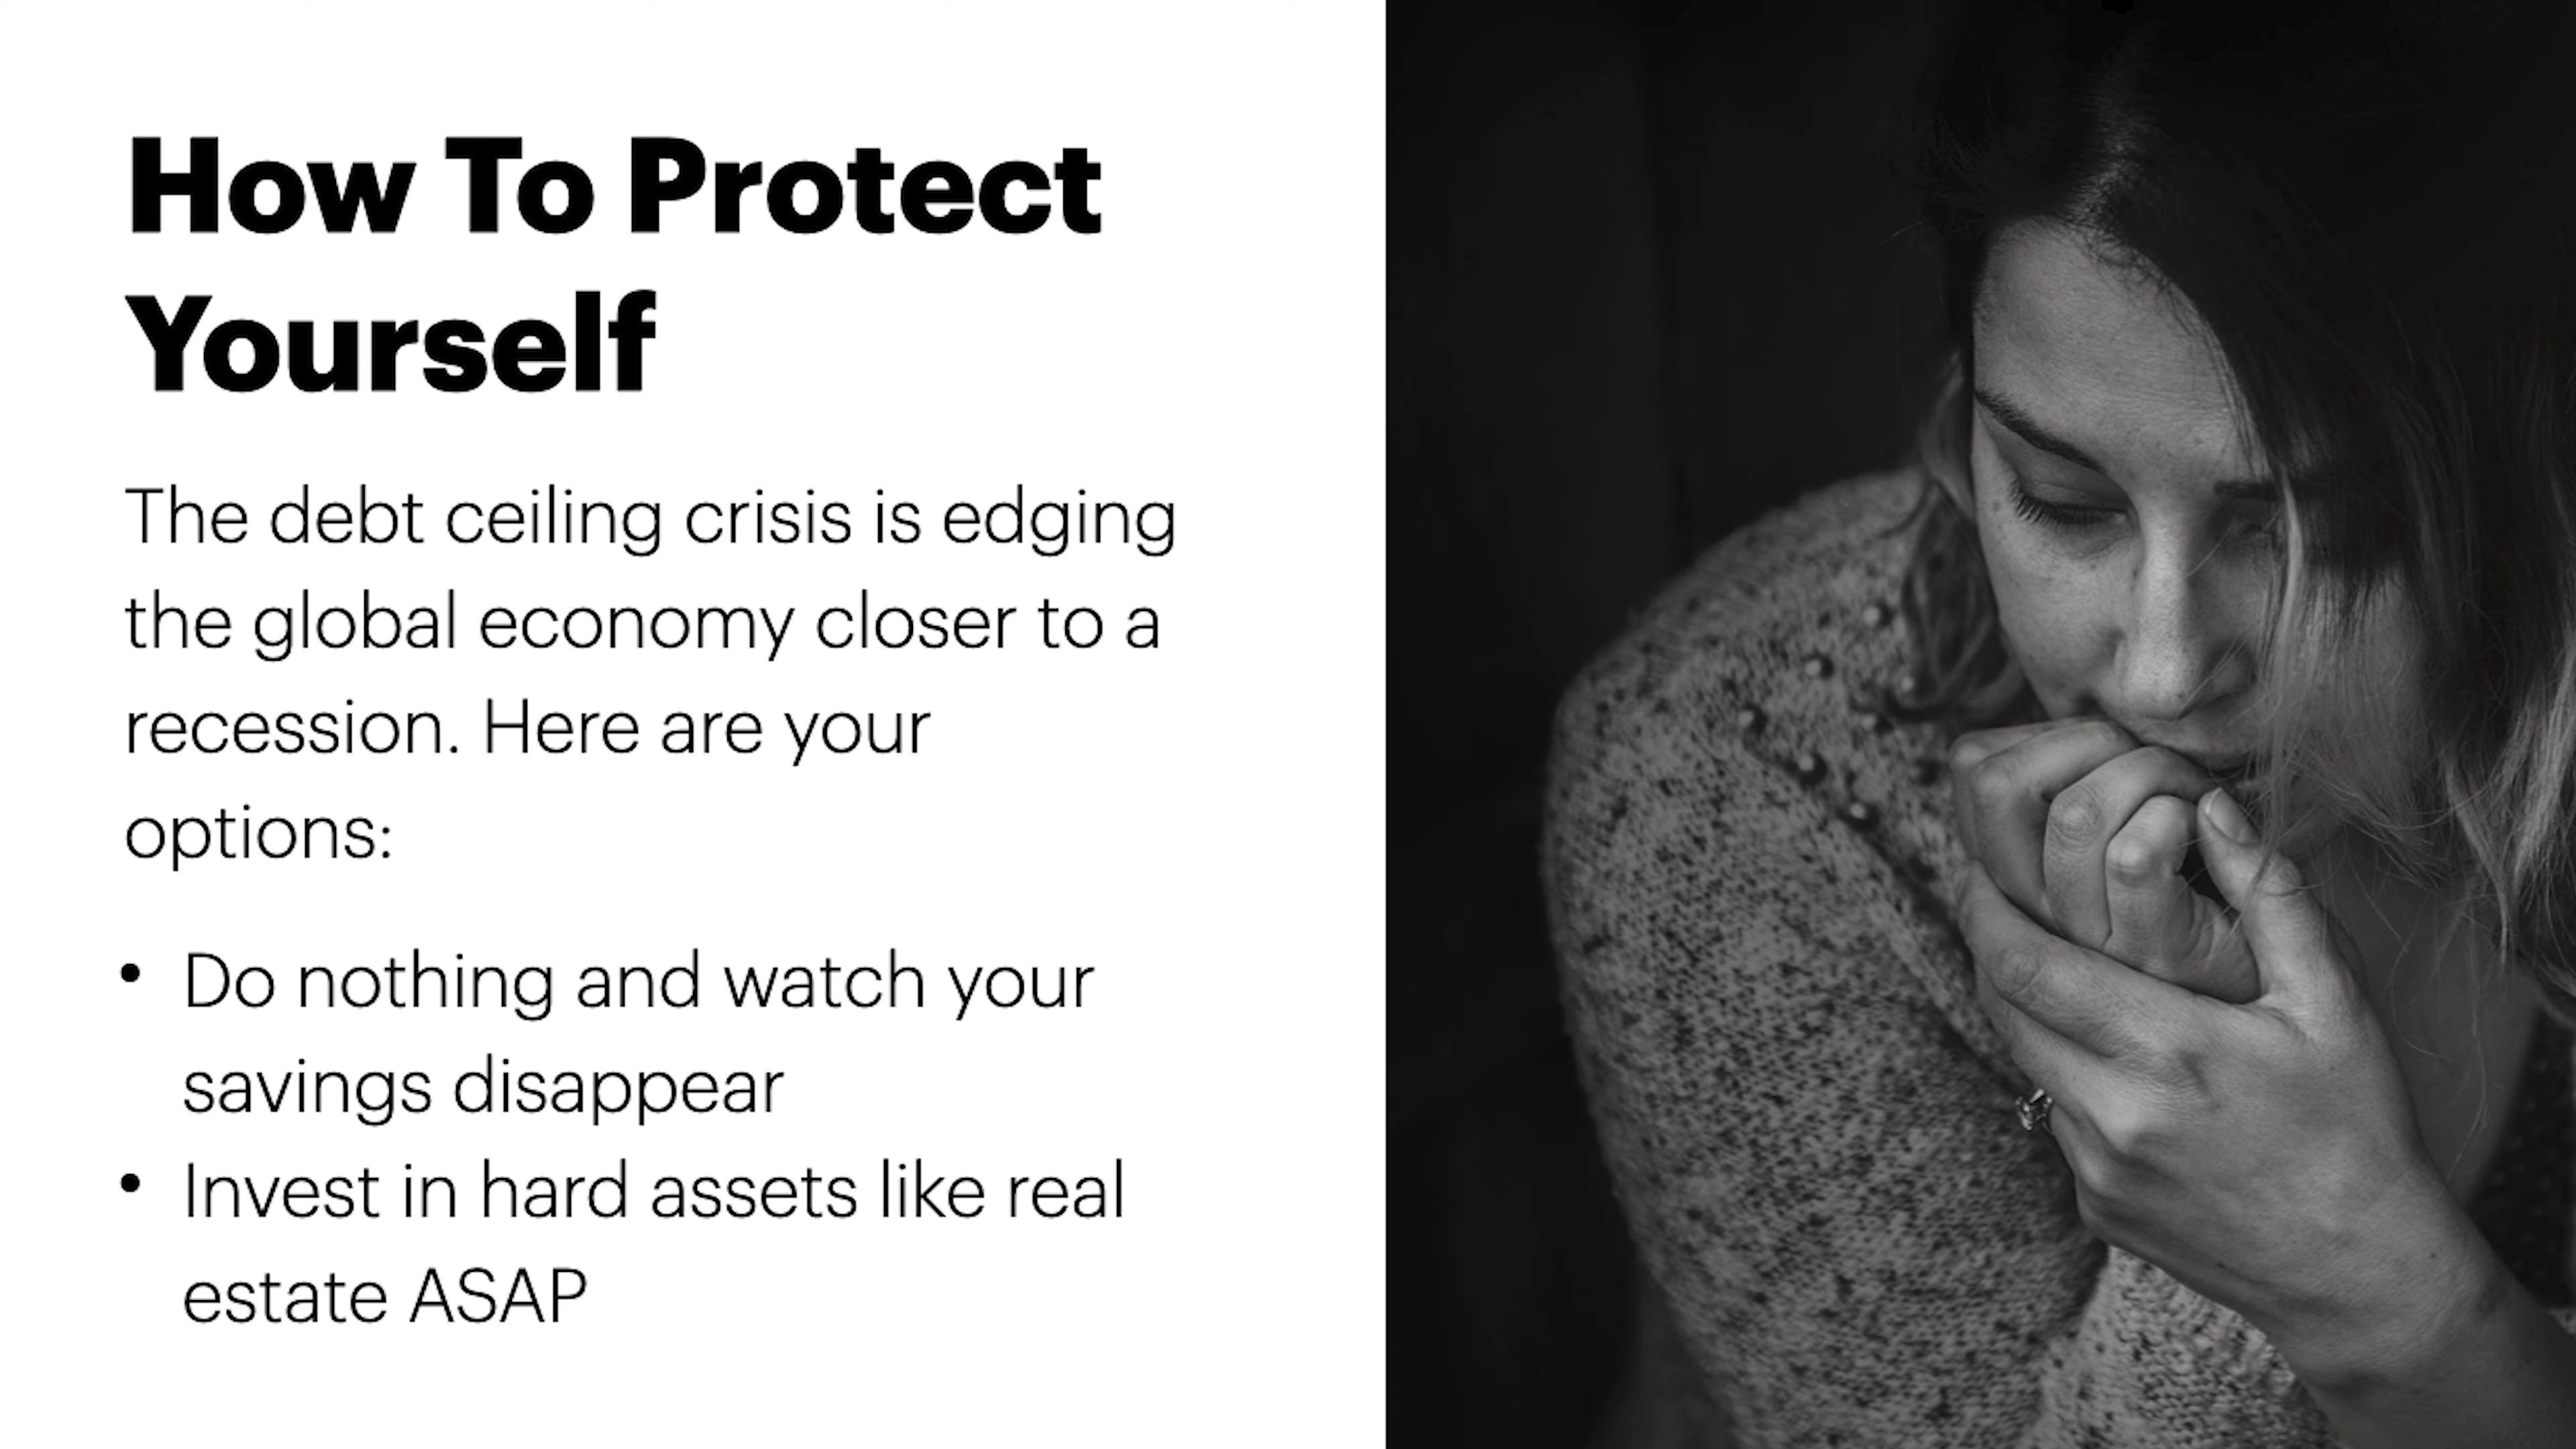 How To Protect
Yourself
The debt ceiling crisis is edging
the global economy closer to a
recession. Here are your
options:
• Do nothing and watch your
savings disappear
• Invest in hard assets like real
estate ASAP